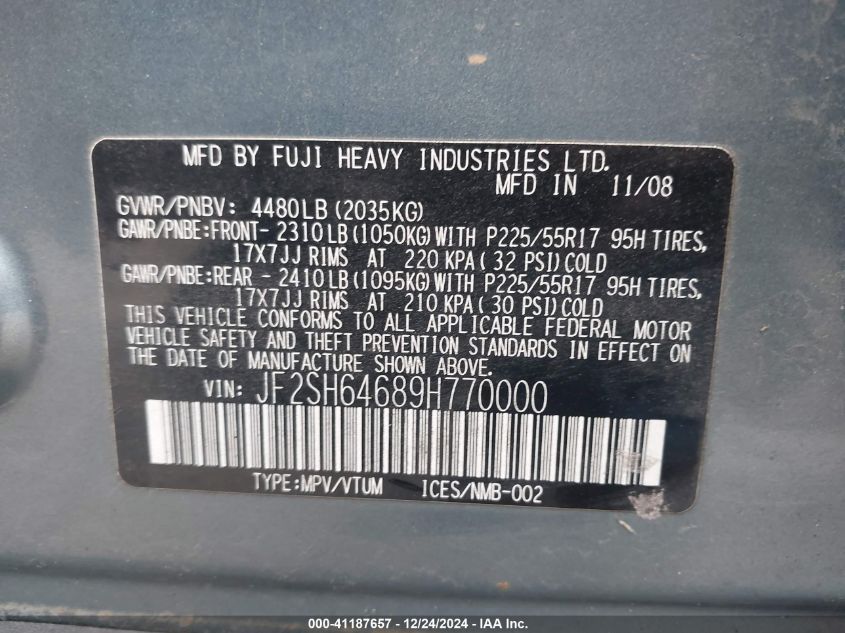 MFD BY FUJI HEAVY INDUSTRIES LTD.
MFD IN 11/08
GVWR/PNBV: 4480LB (2035KG)
GAWR/PNBE:FRONT- 2310LB (1050KG) WITH P225/55R17 95H TIRES,
17X7JJ RIMS AT 220 KPA (32 PSI) COLD
GAWR/PNBE:REAR - 2410LB (1095KG) WITH P225/55R17 95H TIRES,
17X7JJ RIMS AT 210 KPA (30 PSI) COLD
THIS VEHICLE CONFORMS TO ALL APPLICABLE FEDERAL MOTOR
VEHICLE SAFETY AND THEFT PREVENTION STANDARDS IN EFFECT ON
THE DATE OF MANUFACTURE SHOWN ABOVE.
VIN: JF2SH64689H770000
TYPE:MPV/VTUM ICES/NMB-002
000-41187657 - 12/24/2024 - IAA Inc.